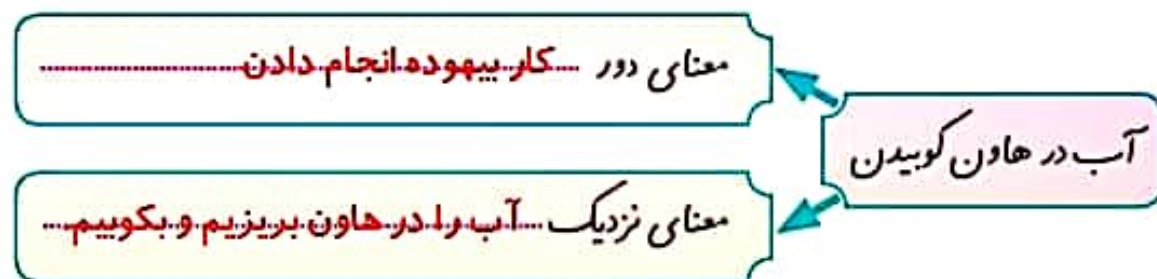 آب در هاون کوبیدن
معنای دور کار بیهوده انجام دادن
معنای نزدیک آب را در هاون بریزیم و بکوبیم